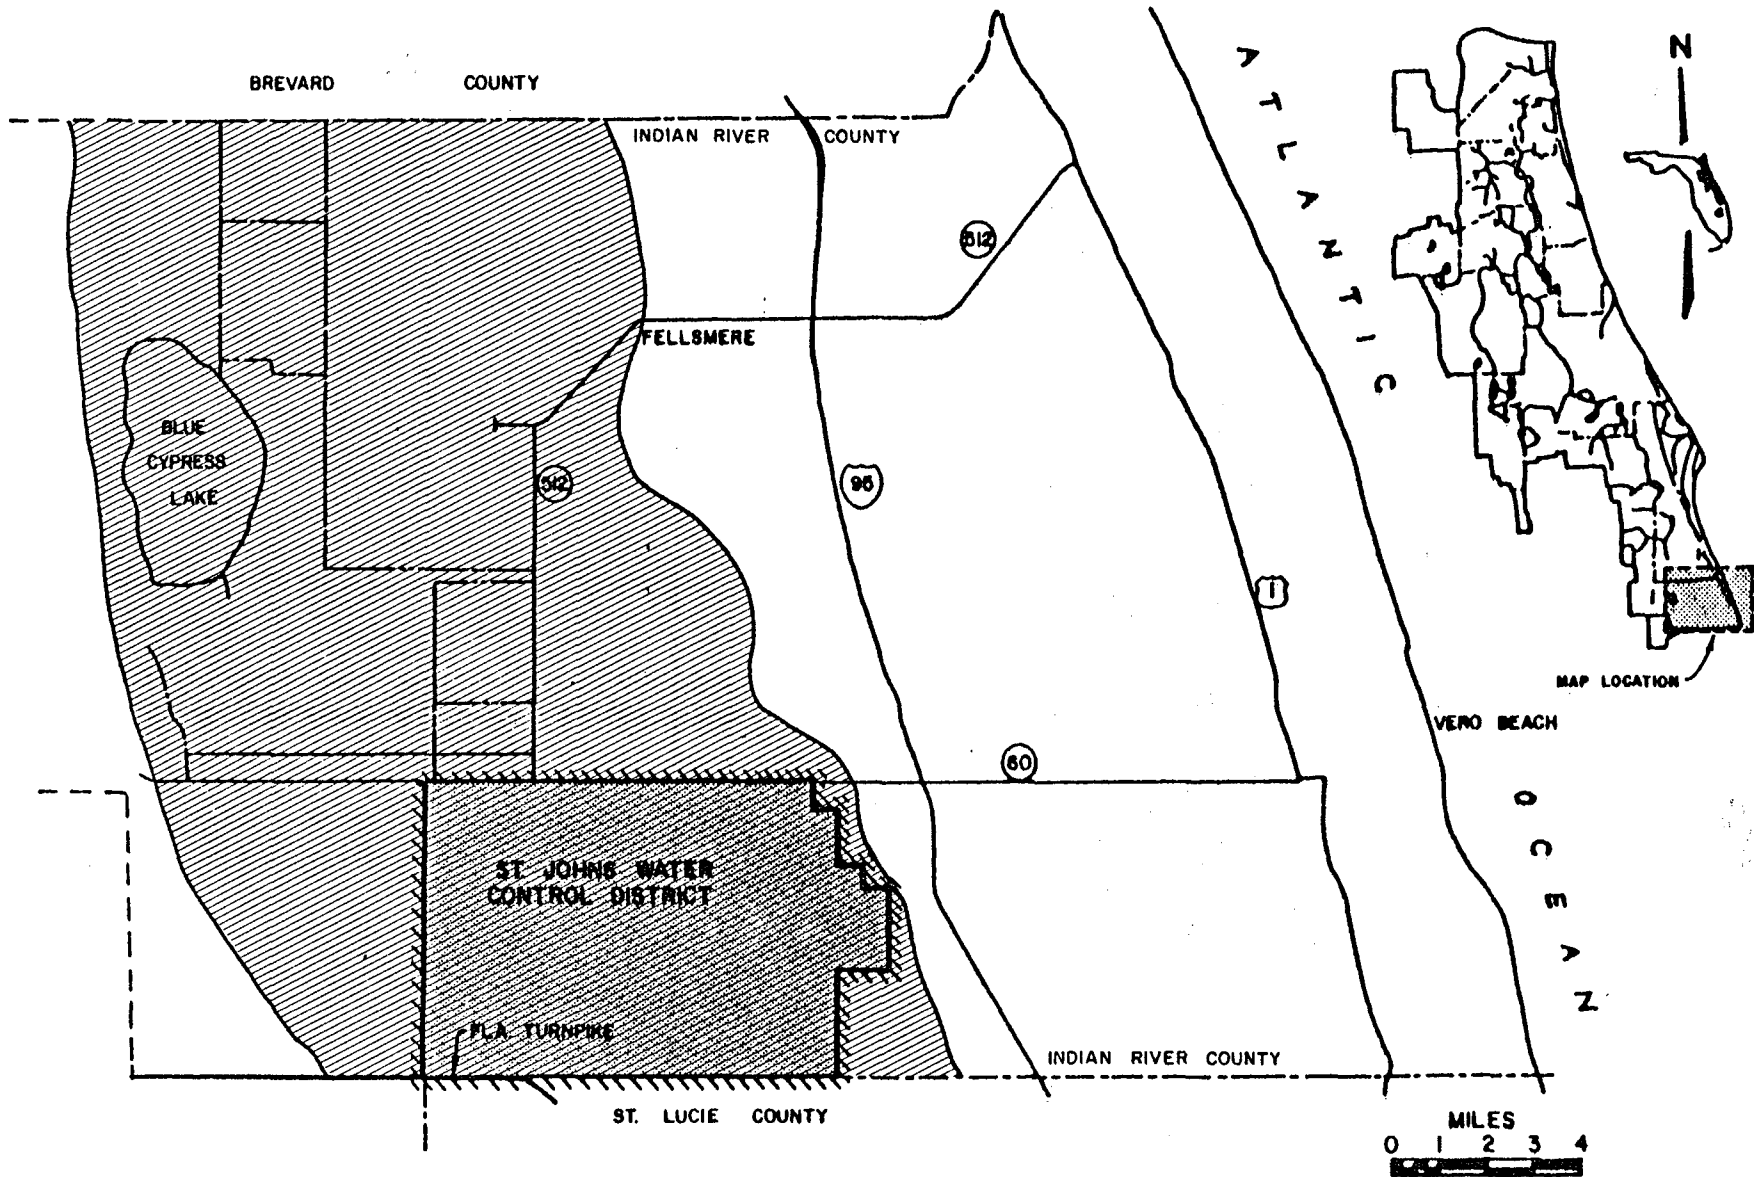 BREVARD COUNTY
INDIAN RIVER COUNTY
ATLANTIC
N
512
FELLSMERE
BLUE
CYPRESS
LAKE
512
95
1
MAP LOCATION
VERO BEACH
60
OCEAN
ST. JOHNS WATER
CONTROL DISTRICT
FLA. TURNPIKE
INDIAN RIVER COUNTY
ST. LUCIE COUNTY
MILES
0 1 2 3 4